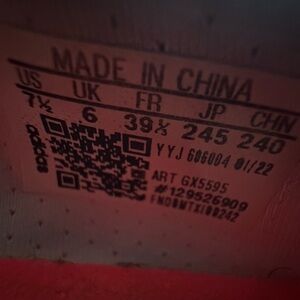 MADE IN CHINA
US UK FR JP CHN
7½ 6 39⅓ 245 240
adidas
YYJ 606004 01/22
ART GX5595
#129526909